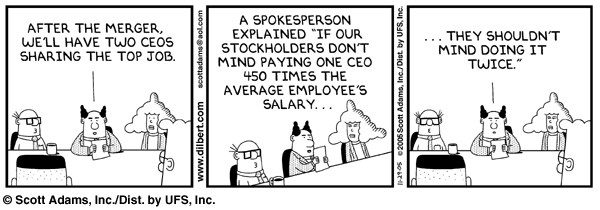 AFTER THE MERGER,
WE'LL HAVE TWO CEOS
SHARING THE TOP JOB.
scottadams@aol.com
www.dilbert.com
A SPOKESPERSON
EXPLAINED "IF OUR
STOCKHOLDERS DON'T
MIND PAYING ONE CEO
450 TIMES THE
AVERAGE EMPLOYEE'S
SALARY...
11-29-05 © 2005 Scott Adams, Inc./Dist. by UFS, Inc.
...THEY SHOULDN'T
MIND DOING IT
TWICE."
© Scott Adams, Inc./Dist. by UFS, Inc.